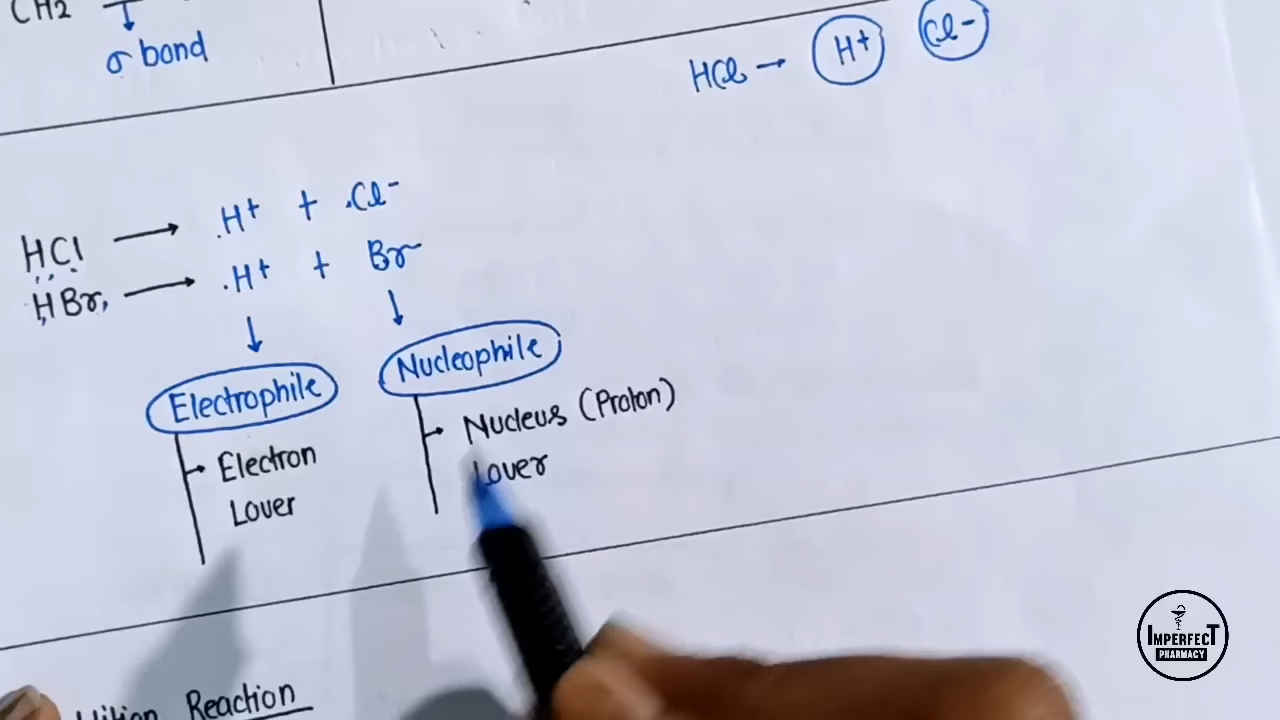 CH2
σ bond
HCl → H+ Cl-
HCl → H+ + Cl-
HBr → H+ + Br-
Electrophile
Electron
Lover
Nucleophile
Nucleus (Proton)
Lover
Reaction
IMPERFECT
PHARMACY